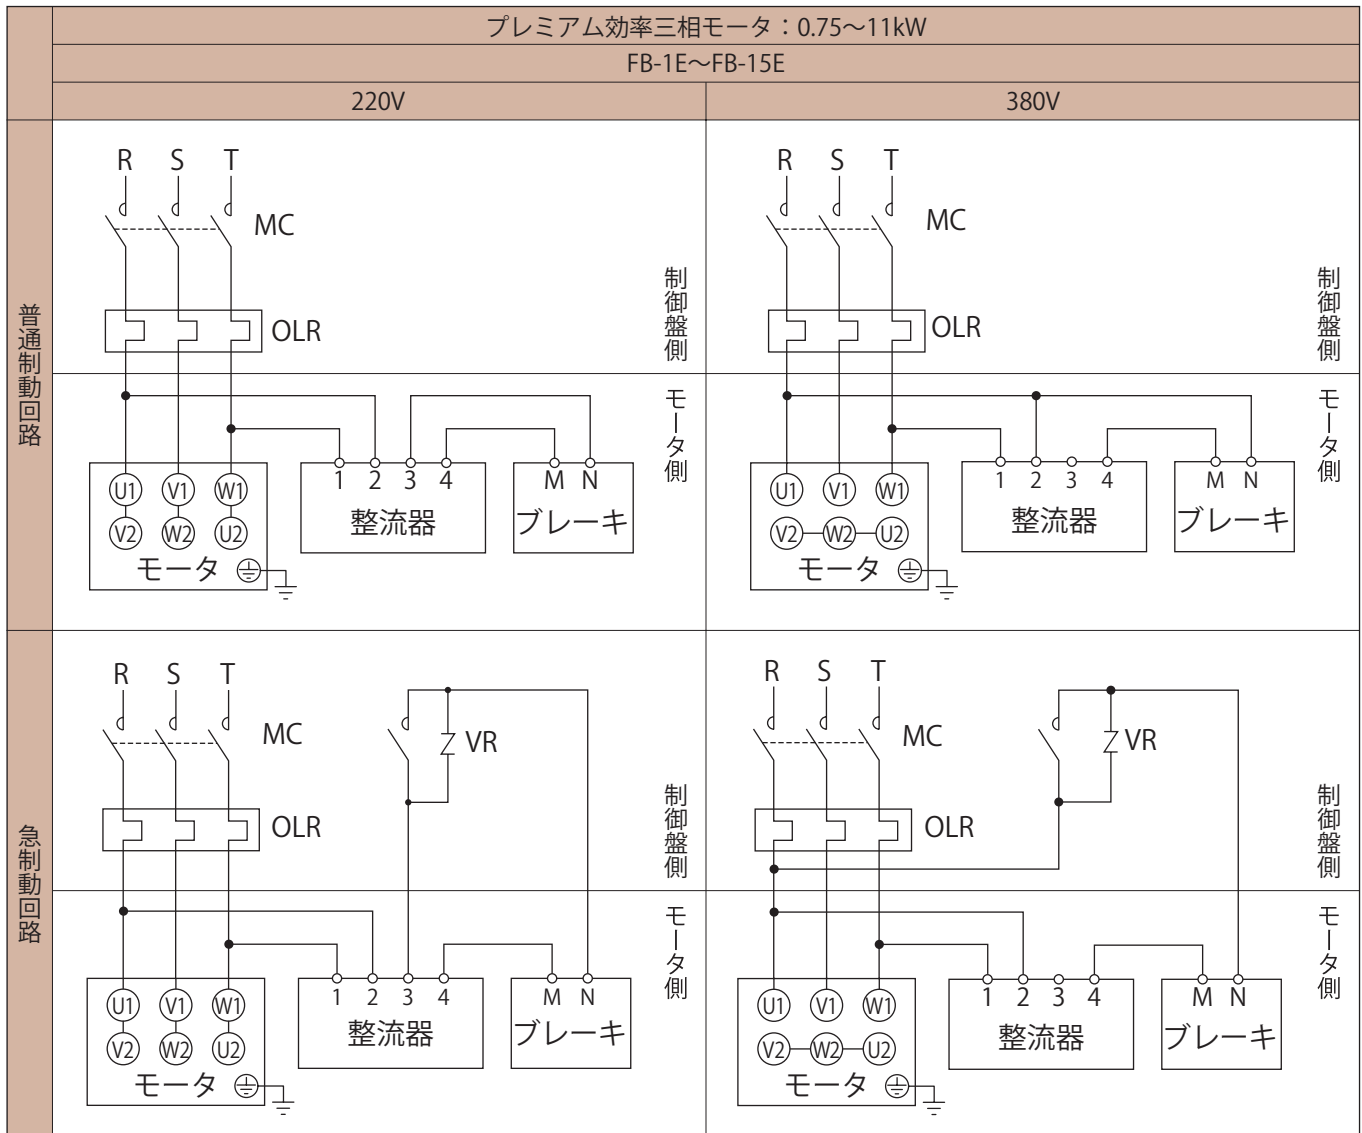 プレミアム効率三相モータ：0.75～11kW
FB-1E～FB-15E
220V
380V
普通制動回路
R S T
MC
OLR
制御盤側
モータ側
U1 V1 W1
V2 W2 U2
モータ
1 2 3 4
整流器
M N
ブレーキ
R S T
MC
OLR
制御盤側
モータ側
U1 V1 W1
V2 W2 U2
モータ
1 2 3 4
整流器
M N
ブレーキ
急制動回路
R S T
MC
VR
OLR
制御盤側
モータ側
U1 V1 W1
V2 W2 U2
モータ
1 2 3 4
整流器
M N
ブレーキ
R S T
MC
VR
OLR
制御盤側
モータ側
U1 V1 W1
V2 W2 U2
モータ
1 2 3 4
整流器
M N
ブレーキ